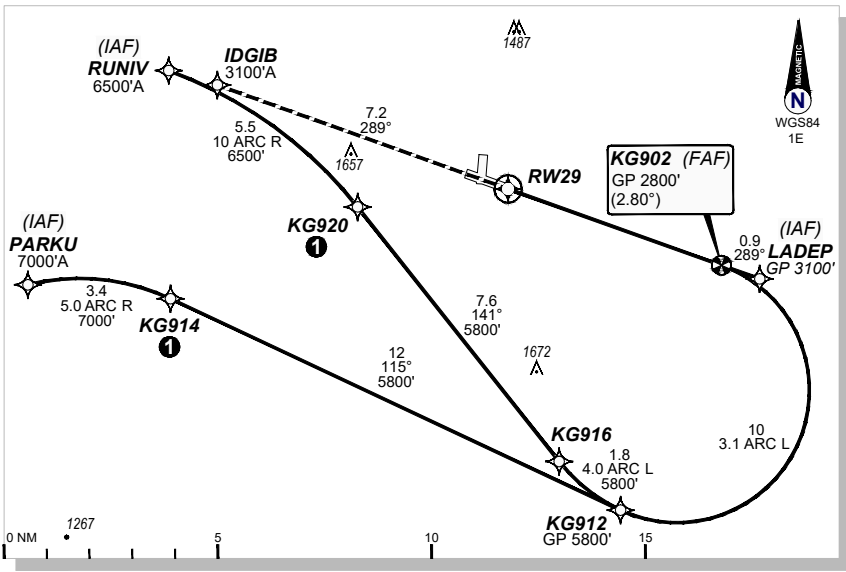 (IAF)
RUNIV
6500'A
IDGIB
3100'A
1487
MAGNETIC
N
WGS84
1E
7.2
289°
5.5
10 ARC R
6500'
1657
RW29
KG902 (FAF)
GP 2800'
(2.80°)
(IAF)
PARKU
7000'A
KG920
1
0.9
289°
(IAF)
LADEP
GP 3100'
3.4
5.0 ARC R
7000'
KG914
1
7.6
141°
5800'
12
115°
5800'
1672
KG916
1.8
4.0 ARC L
5800'
10
3.1 ARC L
KG912
GP 5800'
1267
0 NM
5
10
15